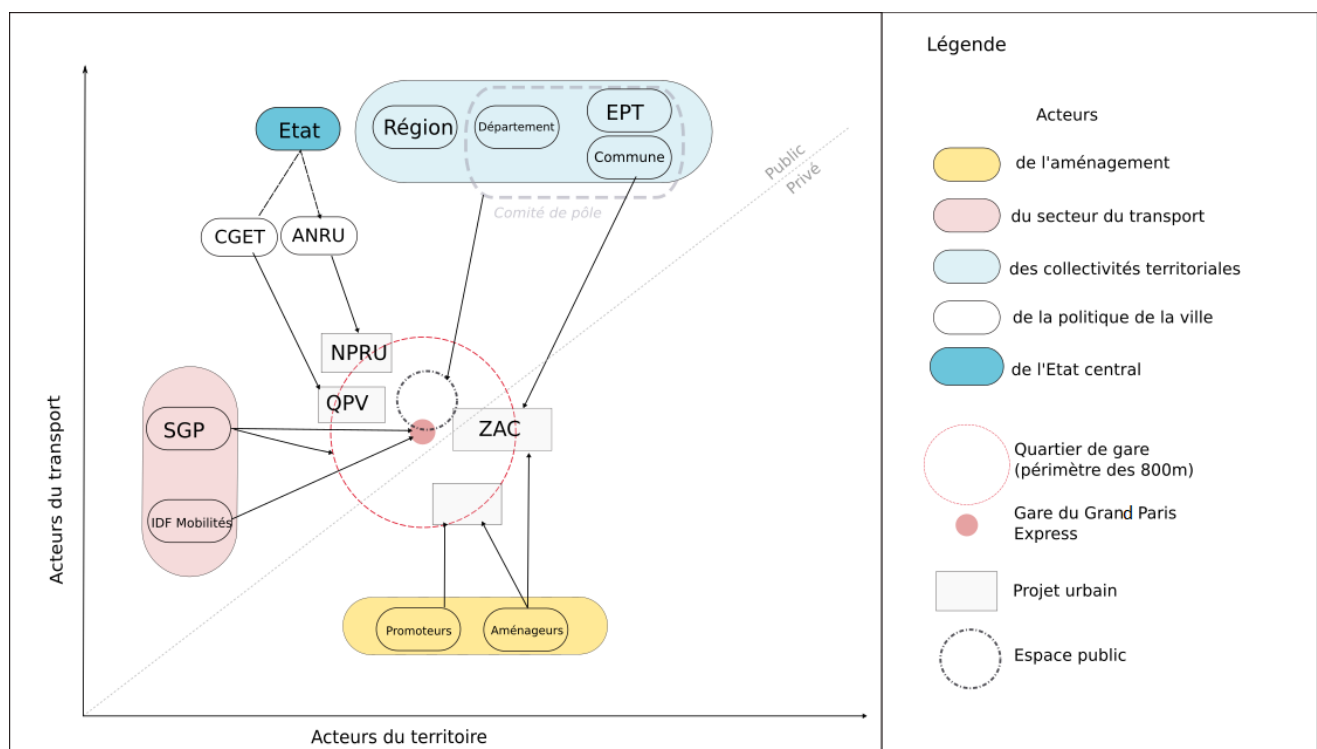 Etat
Région
Département
EPT
Commune
Comité de pôle
Public
Privé
CGET
ANRU
NPRU
QPV
ZAC
SGP
IDF Mobilités
Promoteurs
Aménageurs
Acteurs du transport
Acteurs du territoire
Légende
Acteurs
de l'aménagement
du secteur du transport
des collectivités territoriales
de la politique de la ville
de l'Etat central
Quartier de gare
(périmètre des 800m)
Gare du Grand Paris
Express
Projet urbain
Espace public